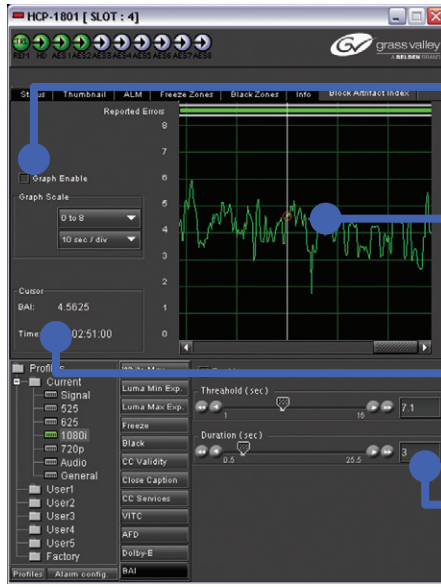 HCP-1801 [ SLOT : 4]
REM HD AES1 AES2 AES3 AES4 AES5 AES6 AES7 AES8
grass valley
A BELDEN BRAND
Status Thumbnail ALM Freeze Zones Black Zones Info Block Artifact Index
Reported Errors
8
7
Graph Enable
6
Graph Scale
0 to 8
5
10 sec / div
4
3
Cursor
2
BAI: 4.5625
1
Time: 02:51:00
0
Profiles
Current
Signal
525
625
1080i
720p
Audio
General
User1
User2
User3
User4
User5
Factory
Profiles Alarm config.
Luma Min Exp.
Luma Max Exp.
Freeze
Black
CC Validity
Close Caption
CC Services
VITC
AFD
Dolby-E
BAI
Threshold (sec)
1 15 7.1
Duration (sec)
0.5 25.5 3